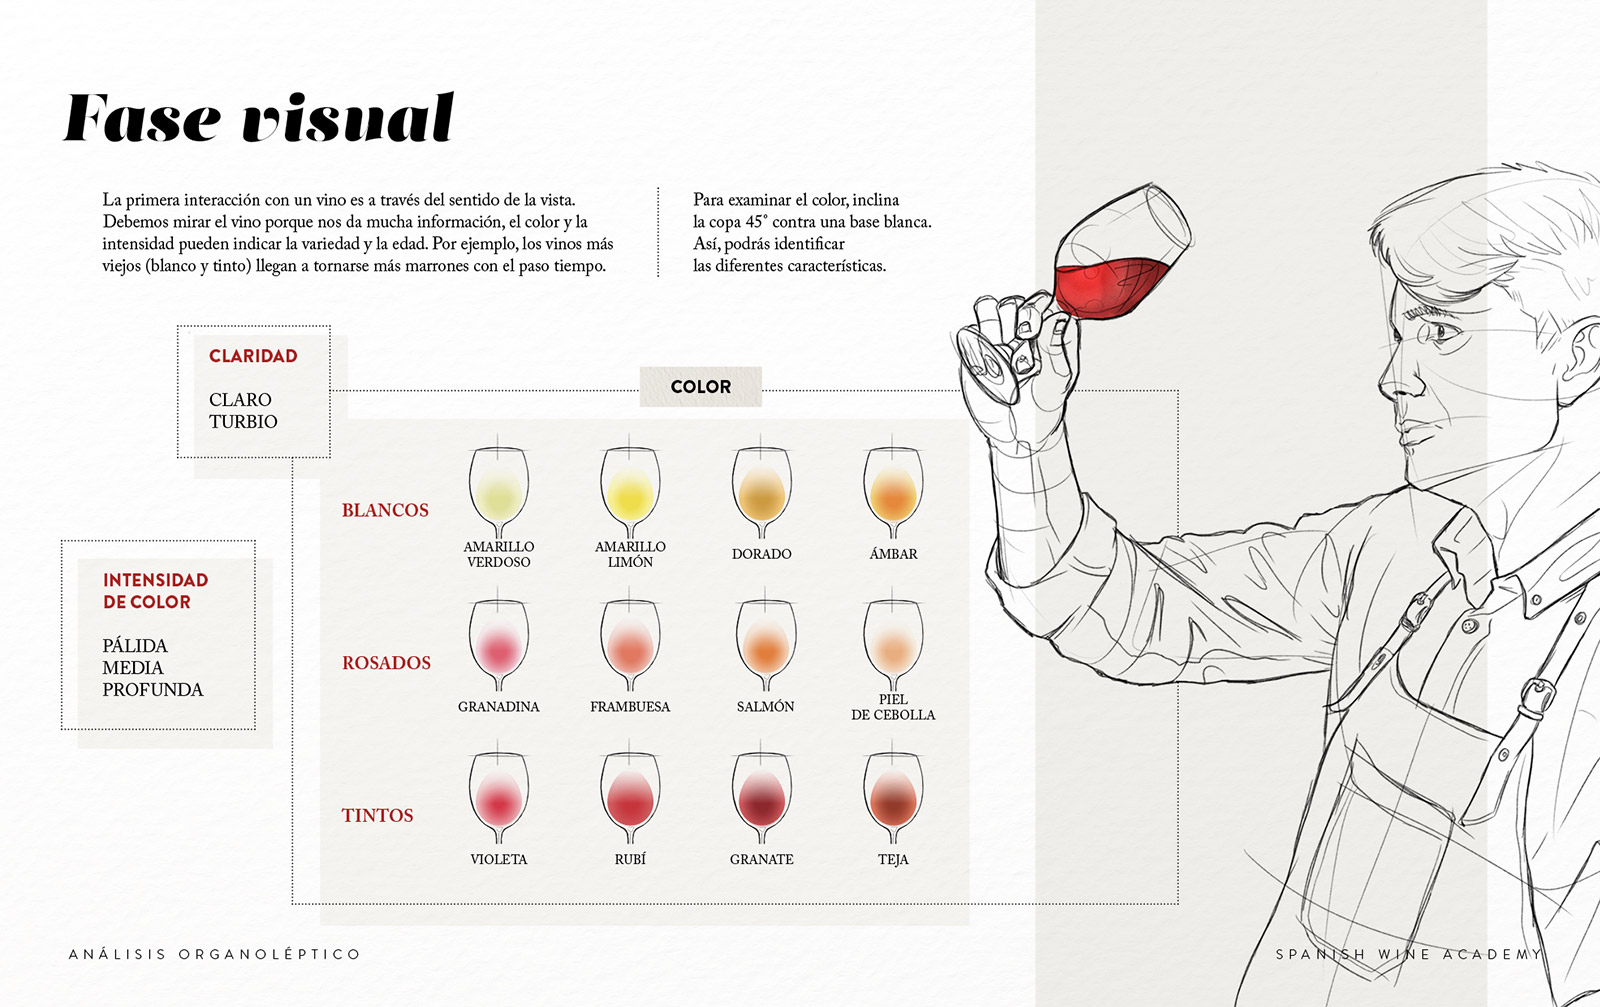 Fase visual
La primera interacción con un vino es a través del sentido de la vista.
Debemos mirar el vino porque nos da mucha información, el color y la
intensidad pueden indicar la variedad y la edad. Por ejemplo, los vinos más
viejos (blanco y tinto) llegan a tornarse más marrones con el paso tiempo.
Para examinar el color, inclina
la copa 45° contra una base blanca.
Así, podrás identificar
las diferentes características.
CLARIDAD
CLARO
TURBIO
INTENSIDAD
DE COLOR
PÁLIDA
MEDIA
PROFUNDA
COLOR
BLANCOS
AMARILLO
VERDOSO
AMARILLO
LIMÓN
DORADO
ÁMBAR
ROSADOS
GRANADINA
FRAMBUESA
SALMÓN
PIEL
DE CEBOLLA
TINTOS
VIOLETA
RUBÍ
GRANATE
TEJA
ANÁLISIS ORGANOLÉPTICO
SPANISH WINE ACADEMY